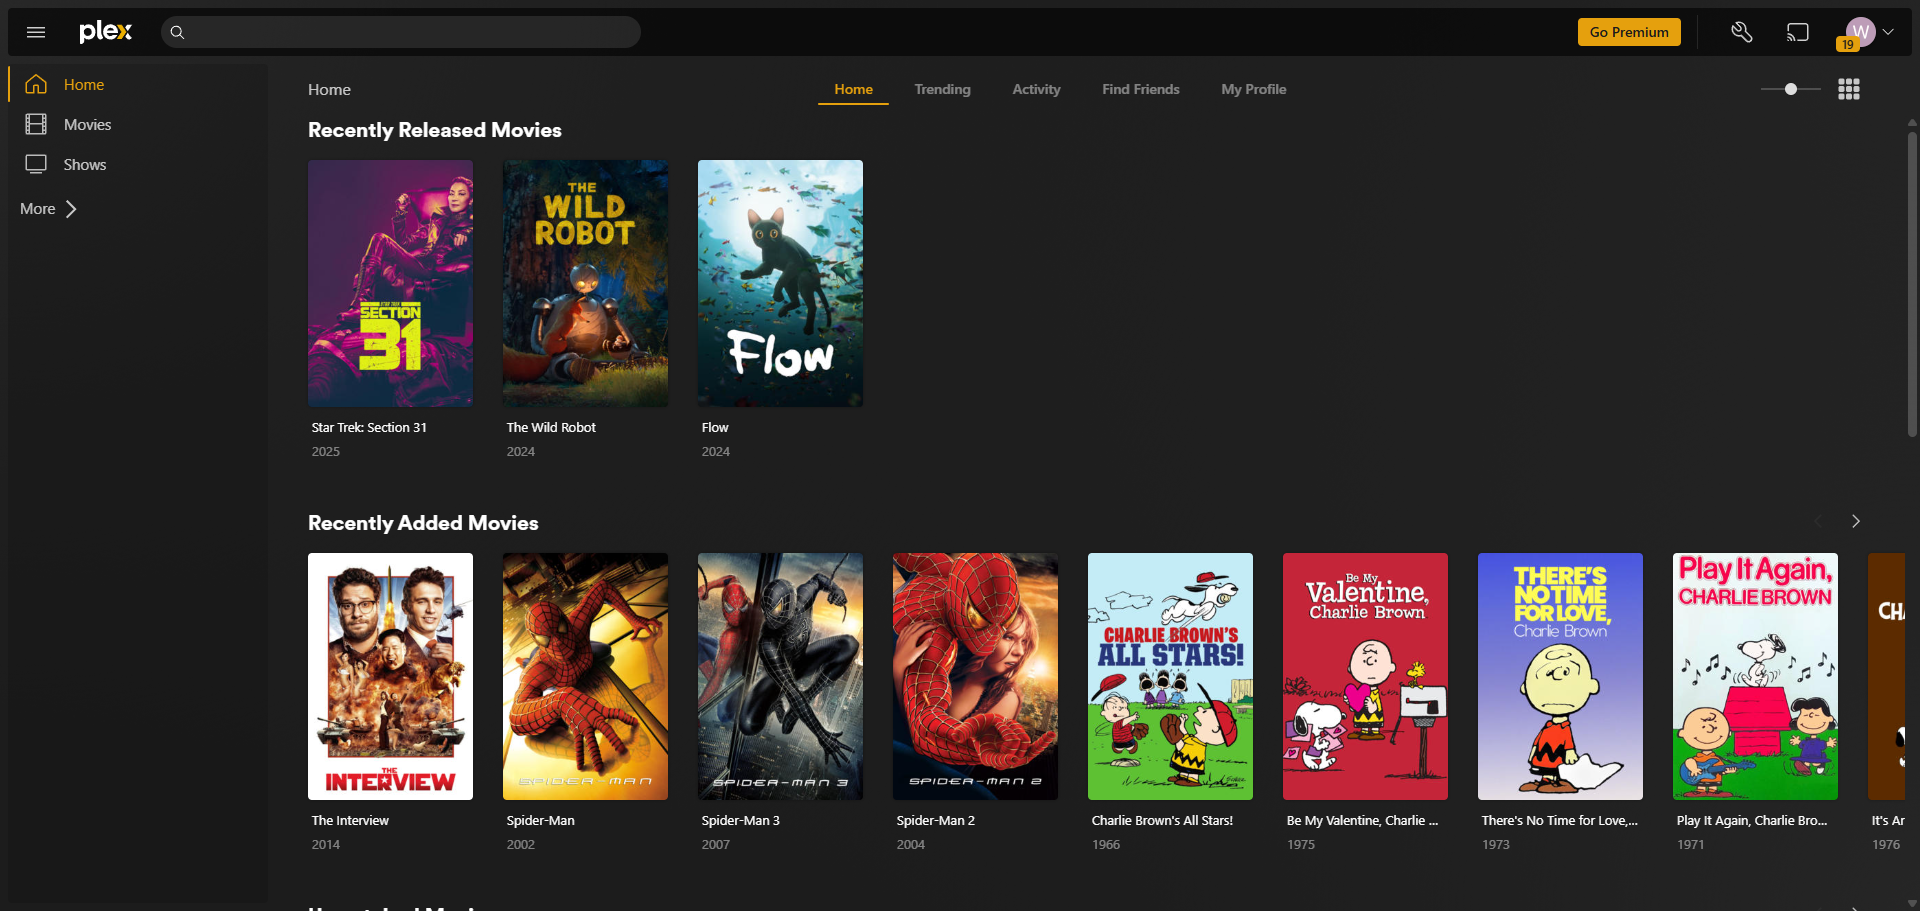 plex
Go Premium
W
19
Home
Movies
Shows
More
Home
Home
Trending
Activity
Find Friends
My Profile
Recently Released Movies
STAR TREK
SECTION
31
THE
WILD
ROBOT
Flow
Star Trek: Section 31
The Wild Robot
Flow
2025
2024
2024
Recently Added Movies
THE
INTERVIEW
SPIDER-MAN
SPIDER-MAN 3
SPIDER-MAN 2
CHARLIE BROWN'S
ALL STARS!
Be My
Valentine,
Charlie Brown
THERE'S
NO TIME
FOR LOVE,
Charlie Brown
Play It Again,
CHARLIE BROWN
The Interview
Spider-Man
Spider-Man 3
Spider-Man 2
Charlie Brown's All Stars!
Be My Valentine, Charlie ...
There's No Time for Love,...
Play It Again, Charlie Bro...
It's Ar
2014
2002
2007
2004
1966
1975
1973
1971
1976